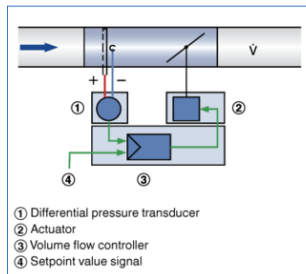 V̇
+ −
①
②
④
③
① Differential pressure transducer
② Actuator
③ Volume flow controller
④ Setpoint value signal